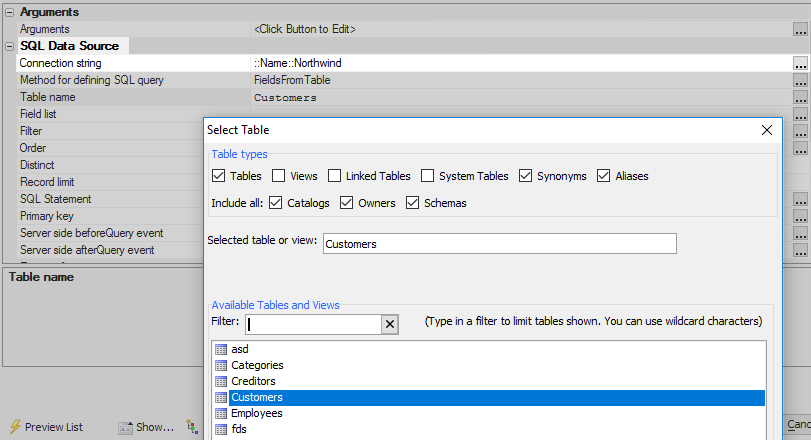 Arguments
Arguments <Click Button to Edit> ...
SQL Data Source
Connection string ::Name::Northwind ...
Method for defining SQL query FieldsFromTable ...
Table name Customers ...
Field list ...
Filter ...
Order ...
Distinct
Record limit
SQL Statement ...
Primary key ...
Server side beforeQuery event ...
Server side afterQuery event ...
Table name
Select Table
Table types
Tables Views Linked Tables System Tables Synonyms Aliases
Include all: Catalogs Owners Schemas
Selected table or view: Customers
Available Tables and Views
Filter: (Type in a filter to limit tables shown. You can use wildcard characters)
asd
Categories
Creditors
Customers
Employees
fds
Preview List Show... Canc